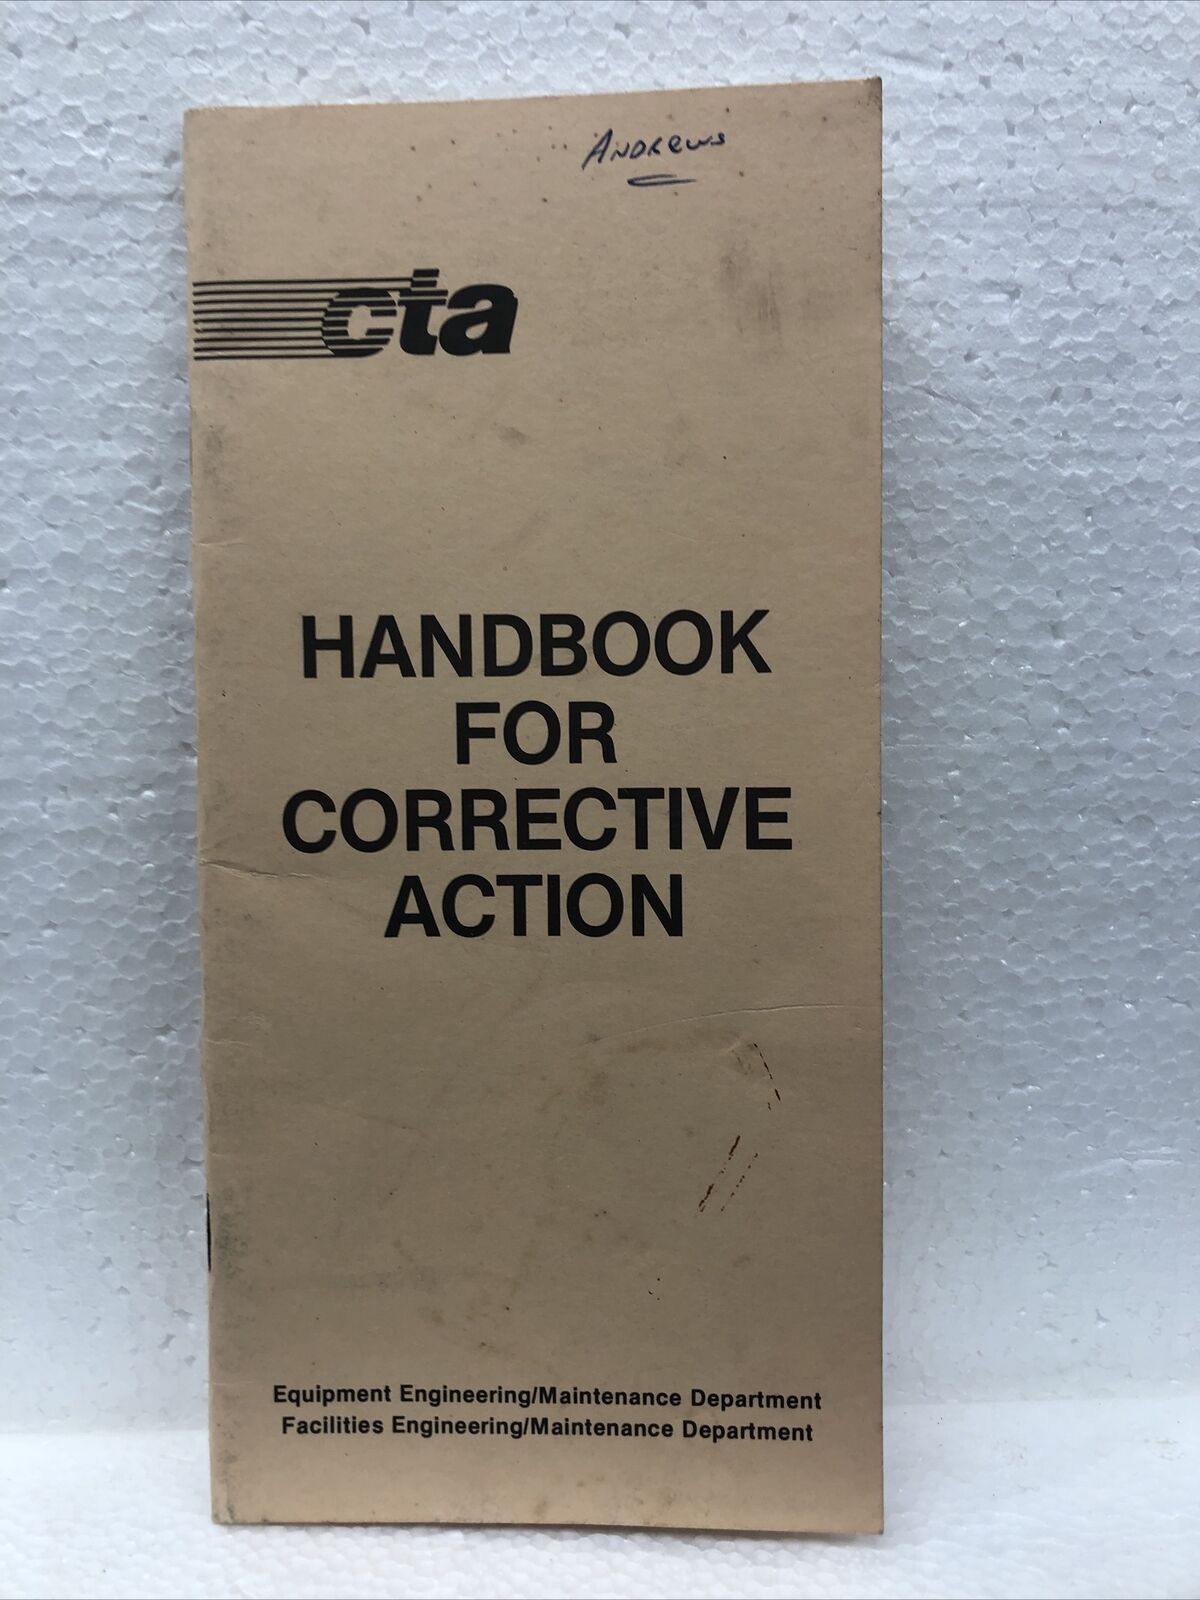 Andrews
cta
HANDBOOK
FOR
CORRECTIVE
ACTION
Equipment Engineering/Maintenance Department
Facilities Engineering/Maintenance Department